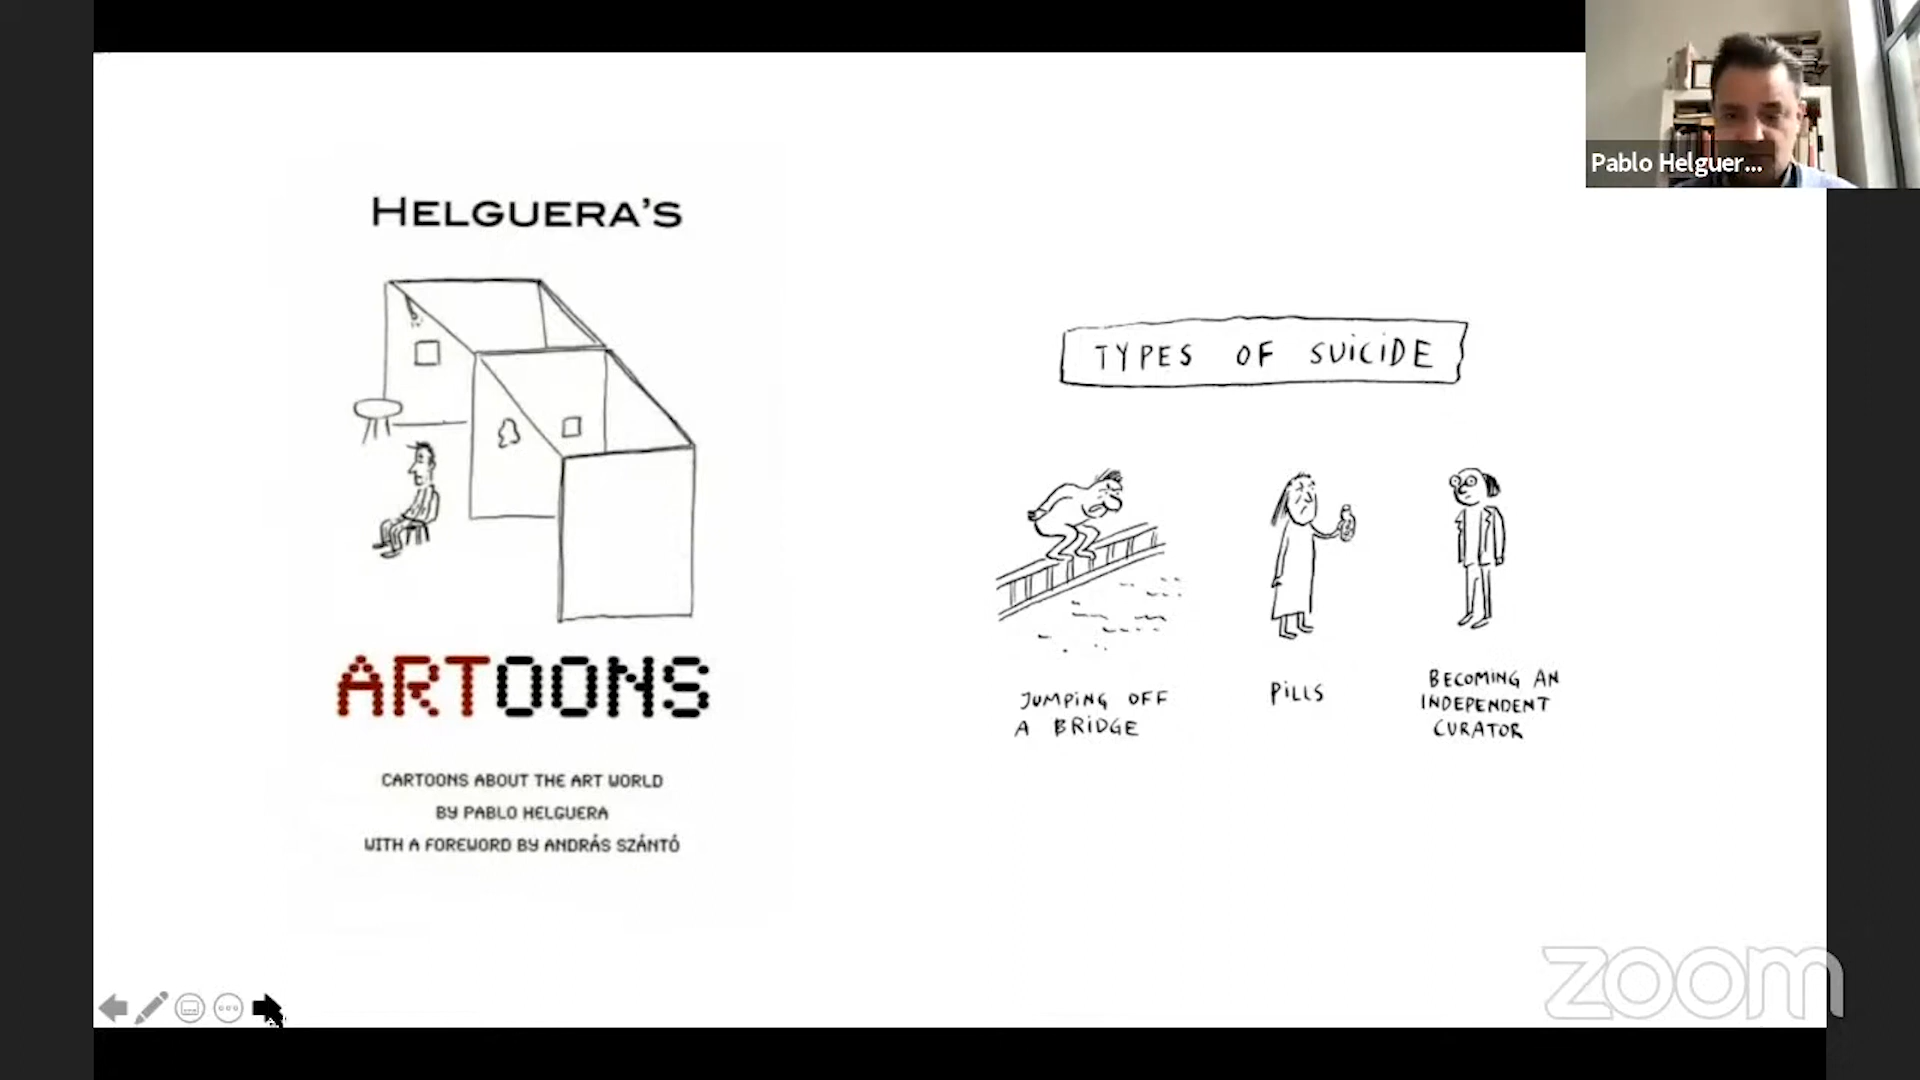 HELGUERA'S
ARTOONS
CARTOONS ABOUT THE ART WORLD
BY PABLO HELGUERA
WITH A FOREWORD BY ANDRÁS SZÁNTÓ
TYPES OF SUICIDE
JUMPING OFF
A BRIDGE
PILLS
BECOMING AN
INDEPENDENT
CURATOR
Pablo Helguer...
zoom